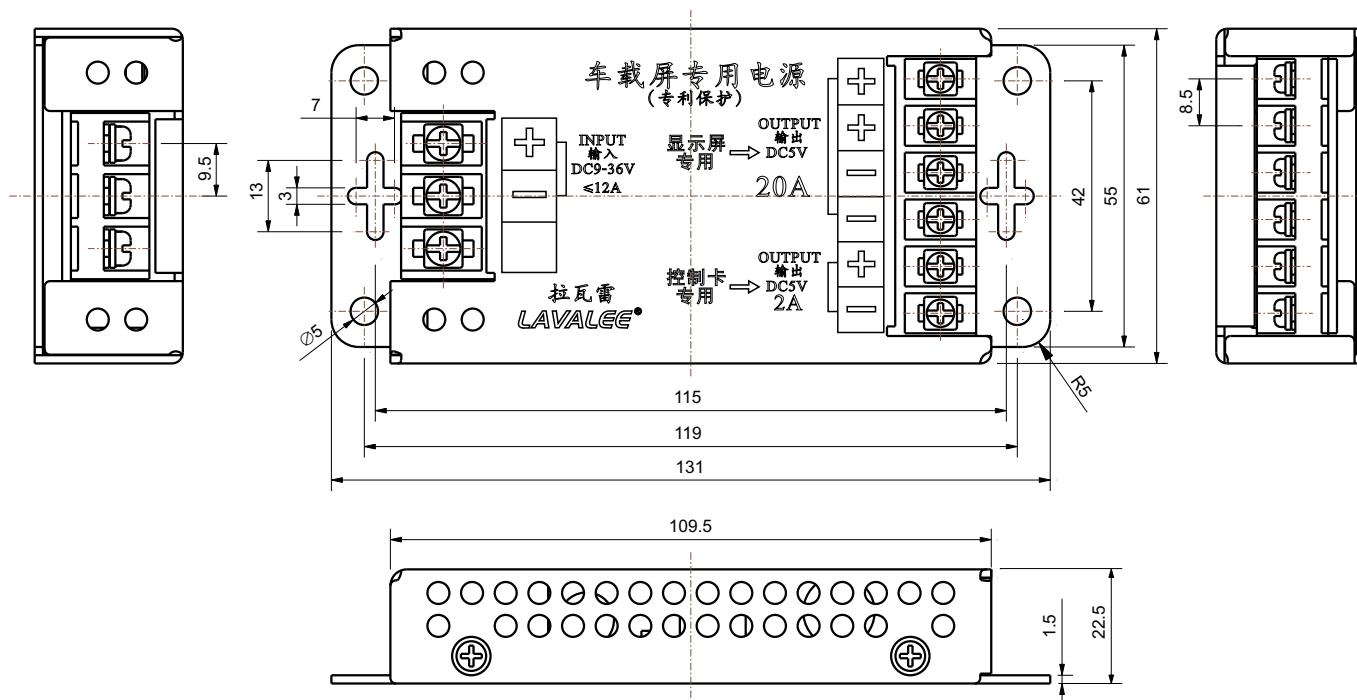 车载屏专用电源
(专利保护)
INPUT
输入
DC9-36V
≤12A
显示屏
专用
OUTPUT
输出
DC5V
20A
控制卡
专用
OUTPUT
输出
DC5V
2A
拉瓦雷
LAVALEE®
9.5
7
13
3
∅5
42
55
61
R5
8.5
115
119
131
109.5
1.5
22.5